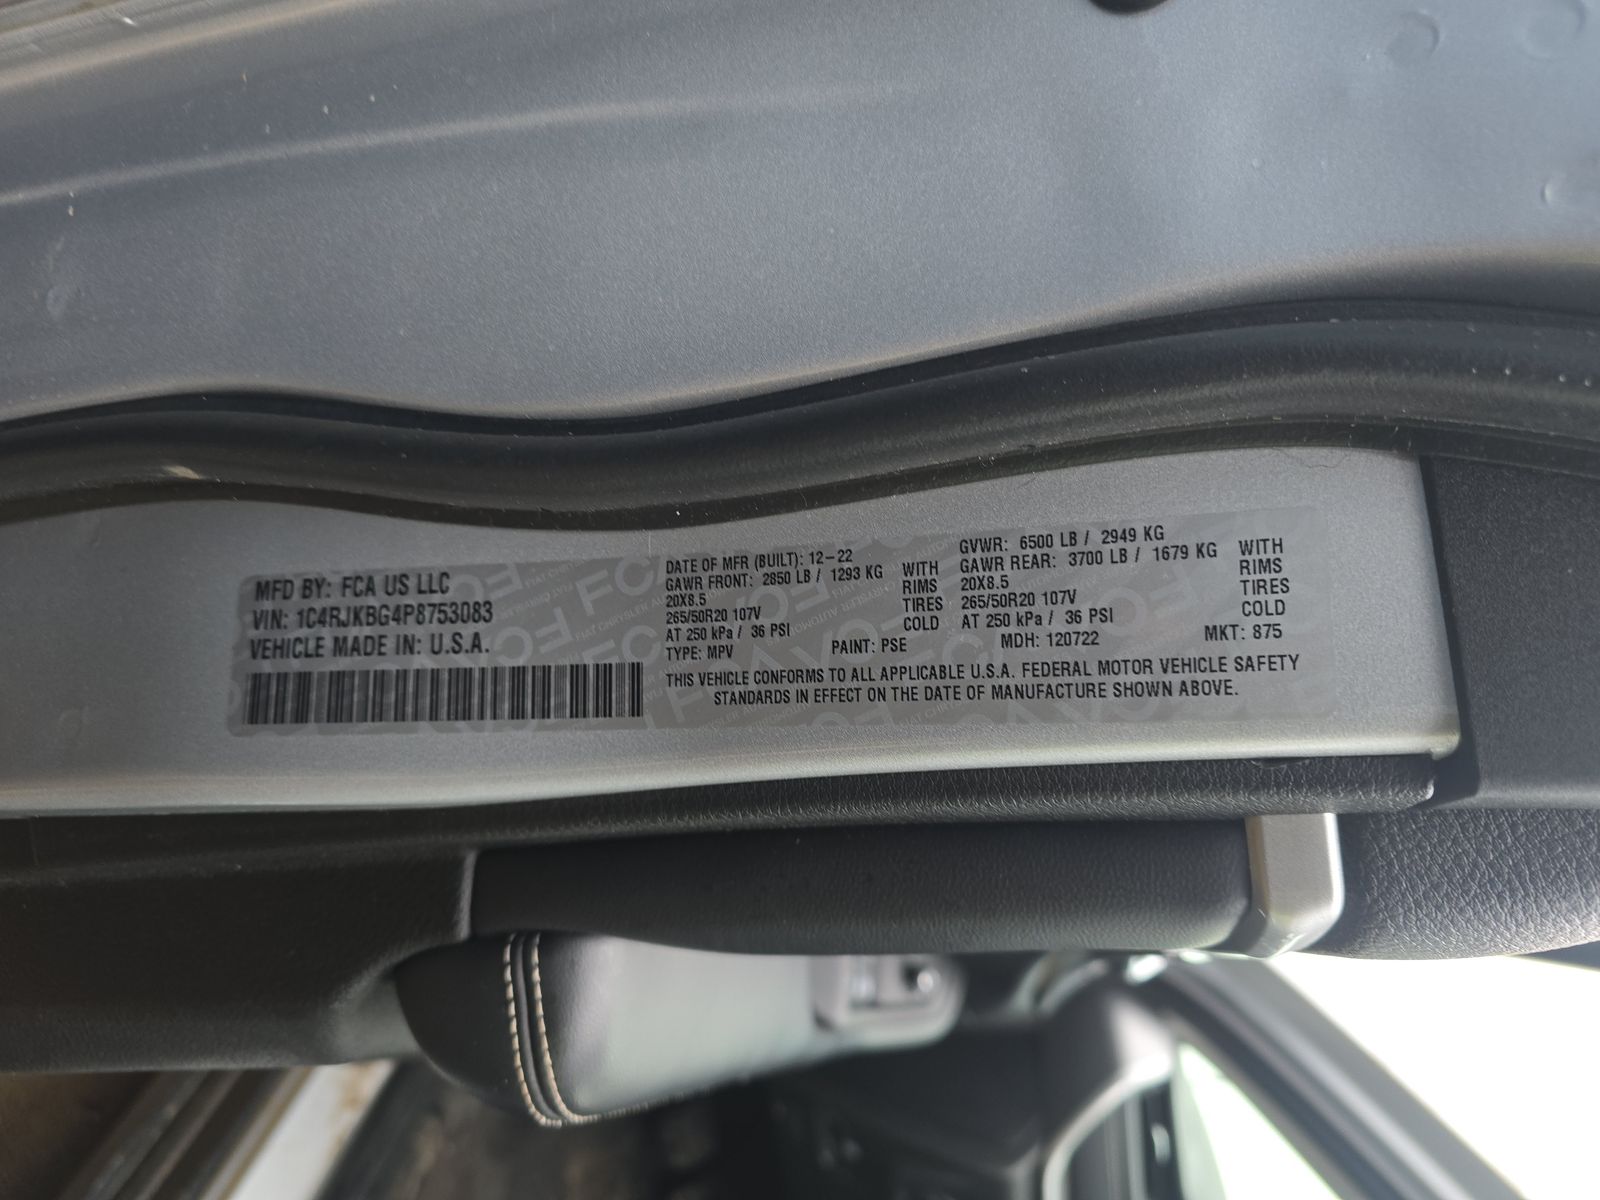 MFD BY: FCA US LLC
VIN: 1C4RJKBG4P8753083
VEHICLE MADE IN: U.S.A.
DATE OF MFR (BUILT): 12-22
GAWR FRONT: 2850 LB / 1293 KG WITH
20X8.5 RIMS
265/50R20 107V TIRES
AT 250 kPa / 36 PSI COLD
GVWR: 6500 LB / 2949 KG
GAWR REAR: 3700 LB / 1679 KG WITH
20X8.5 RIMS
265/50R20 107V TIRES
AT 250 kPa / 36 PSI COLD
TYPE: MPV PAINT: PSE MDH: 120722 MKT: 875
THIS VEHICLE CONFORMS TO ALL APPLICABLE U.S.A. FEDERAL MOTOR VEHICLE SAFETY
STANDARDS IN EFFECT ON THE DATE OF MANUFACTURE SHOWN ABOVE.